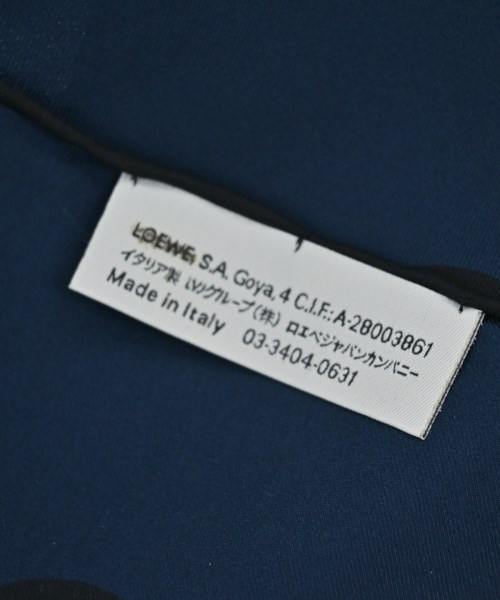 LOEWE S.A. Goya, 4 C.I.F.: A-28003861
イタリア製 LVJグループ(株) ロエベジャパンカンパニー
Made in Italy 03-3404-0631